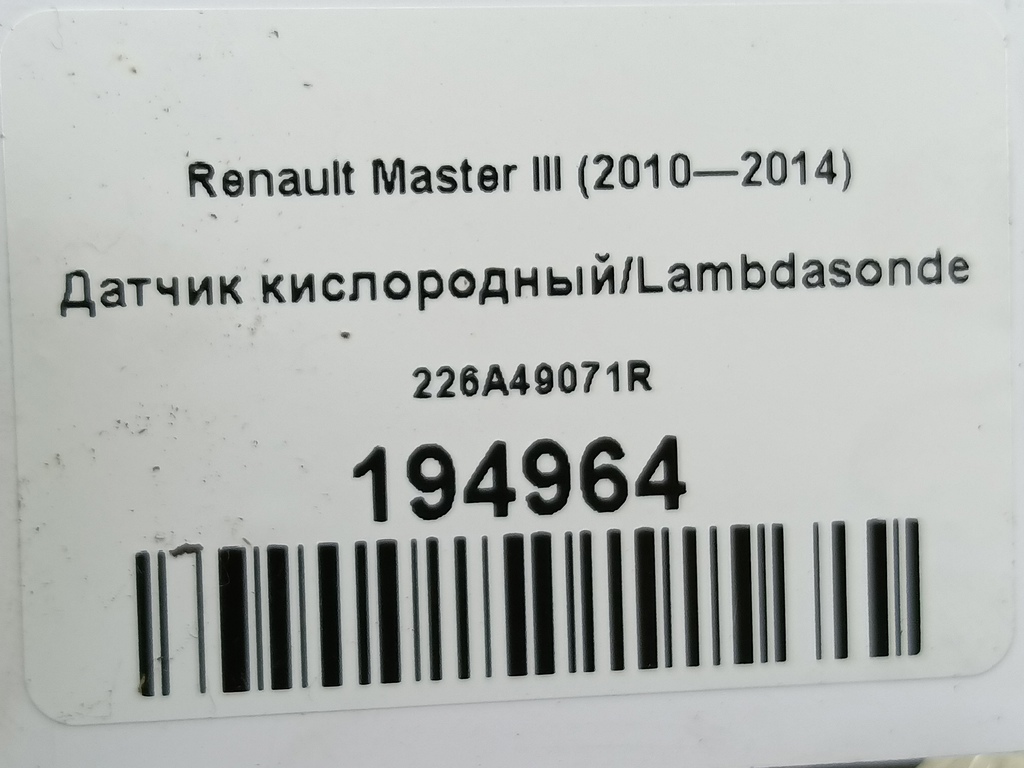 Renault Master III (2010—2014)
Датчик кислородный/Lambdasonde
226A49071R
194964